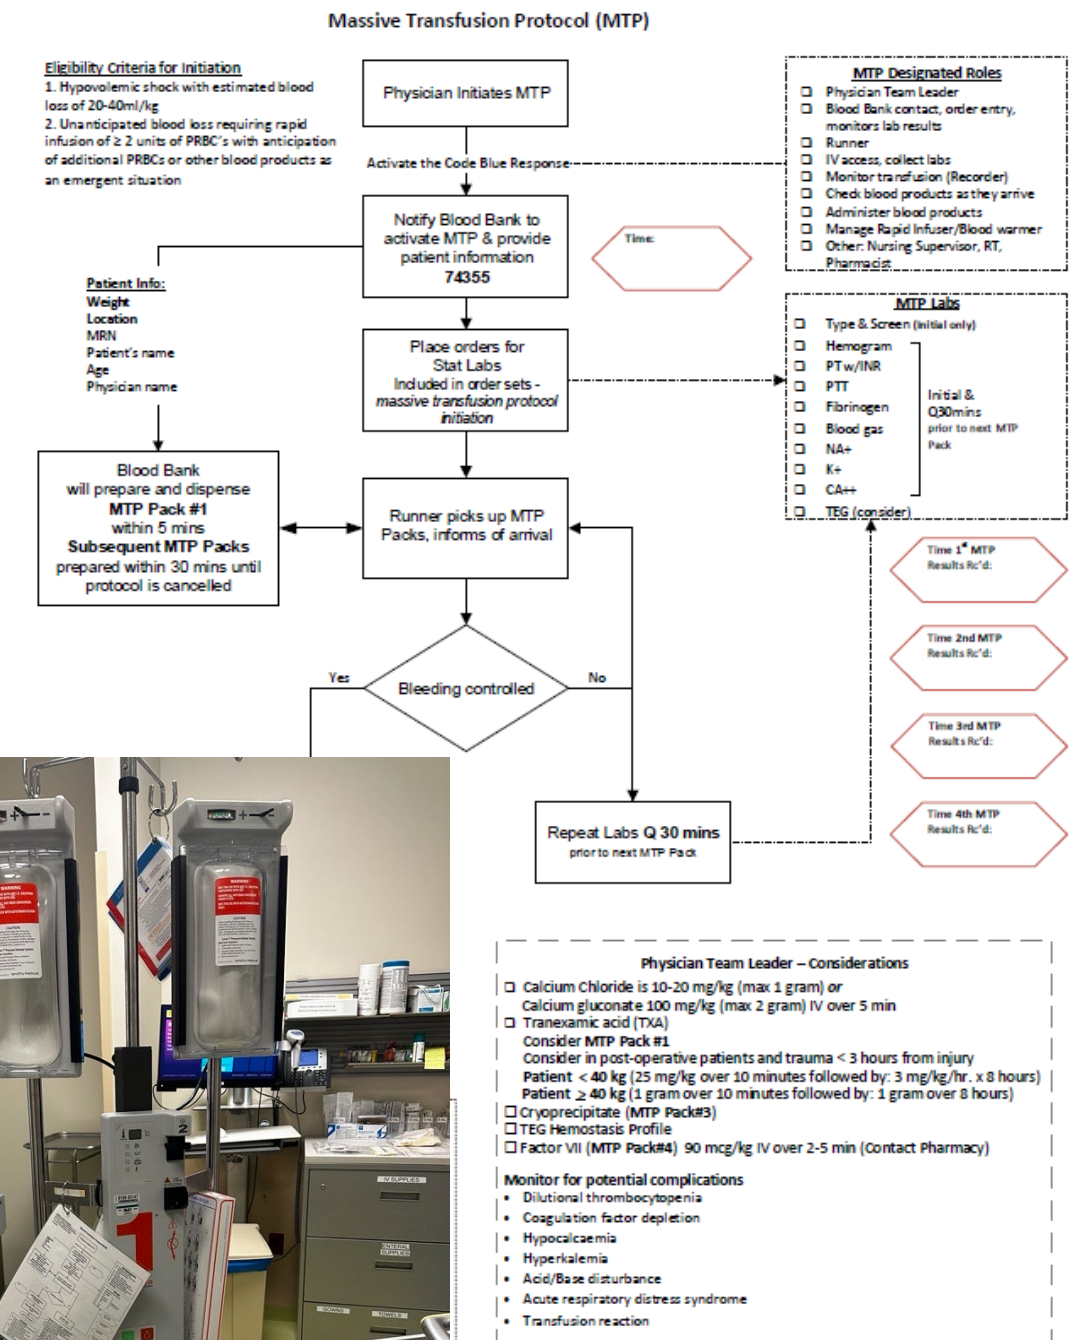 Massive Transfusion Protocol (MTP)
Eligibility Criteria for Initiation
1. Hypovolemic shock with estimated blood
loss of 20-40ml/kg
2. Unanticipated blood loss requiring rapid
infusion of ≥ 2 units of PRBC's with anticipation
of additional PRBCs or other blood products as
an emergent situation
Physician Initiates MTP
Activate the Code Blue Response
MTP Designated Roles
Physician Team Leader
Blood Bank contact, order entry,
monitors lab results
Runner
IV access, collect labs
Monitor transfusion (Recorder)
Check blood products as they arrive
Administer blood products
Manage Rapid Infuser/Blood warmer
Other: Nursing Supervisor, RT,
Pharmacist
Notify Blood Bank to
activate MTP & provide
patient information
74355
Time:
Patient Info:
Weight
Location
MRN
Patient's name
Age
Physician name
Place orders for
Stat Labs
Included in order sets -
massive transfusion protocol
initiation
MTP Labs
Type & Screen (Initial only)
Hemogram
PT w/INR
PTT
Fibrinogen
Blood gas
NA+
K+
CA++
TEG (consider)
Initial &
Q30mins
prior to next MTP
Pack
Blood Bank
will prepare and dispense
MTP Pack #1
within 5 mins
Subsequent MTP Packs
prepared within 30 mins until
protocol is cancelled
Runner picks up MTP
Packs, informs of arrival
Time 1st MTP
Results Rc'd:
Time 2nd MTP
Results Rc'd:
Time 3rd MTP
Results Rc'd:
Time 4th MTP
Results Rc'd:
Bleeding controlled
Yes
No
Repeat Labs Q 30 mins
prior to next MTP Pack
Physician Team Leader – Considerations
Calcium Chloride is 10-20 mg/kg (max 1 gram) or
Calcium gluconate 100 mg/kg (max 2 gram) IV over 5 min
Tranexamic acid (TXA)
Consider MTP Pack #1
Consider in post-operative patients and trauma < 3 hours from injury
Patient < 40 kg (25 mg/kg over 10 minutes followed by: 3 mg/kg/hr. x 8 hours)
Patient ≥ 40 kg (1 gram over 10 minutes followed by: 1 gram over 8 hours)
Cryoprecipitate (MTP Pack#3)
TEG Hemostasis Profile
Factor VII (MTP Pack#4) 90 mcg/kg IV over 2-5 min (Contact Pharmacy)
Monitor for potential complications
• Dilutional thrombocytopenia
• Coagulation factor depletion
• Hypocalcaemia
• Hyperkalemia
• Acid/Base disturbance
• Acute respiratory distress syndrome
• Transfusion reaction
WARNING
CAUTION
WARNING
CAUTION
2
1
IV SUPPLIES
ENTERAL
SUPPLIES
GOWNS
TOWELS